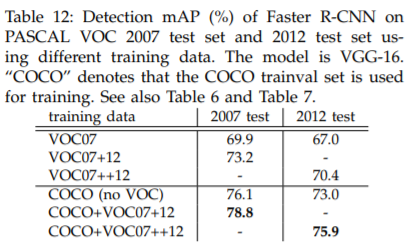 Table 12: Detection mAP (%) of Faster R-CNN on
PASCAL VOC 2007 test set and 2012 test set us-
ing different training data. The model is VGG-16.
“COCO” denotes that the COCO trainval set is used
for training. See also Table 6 and Table 7.
training data 2007 test 2012 test
VOC07 69.9 67.0
VOC07+12 73.2 -
VOC07++12 - 70.4
COCO (no VOC) 76.1 73.0
COCO+VOC07+12 78.8 -
COCO+VOC07++12 - 75.9